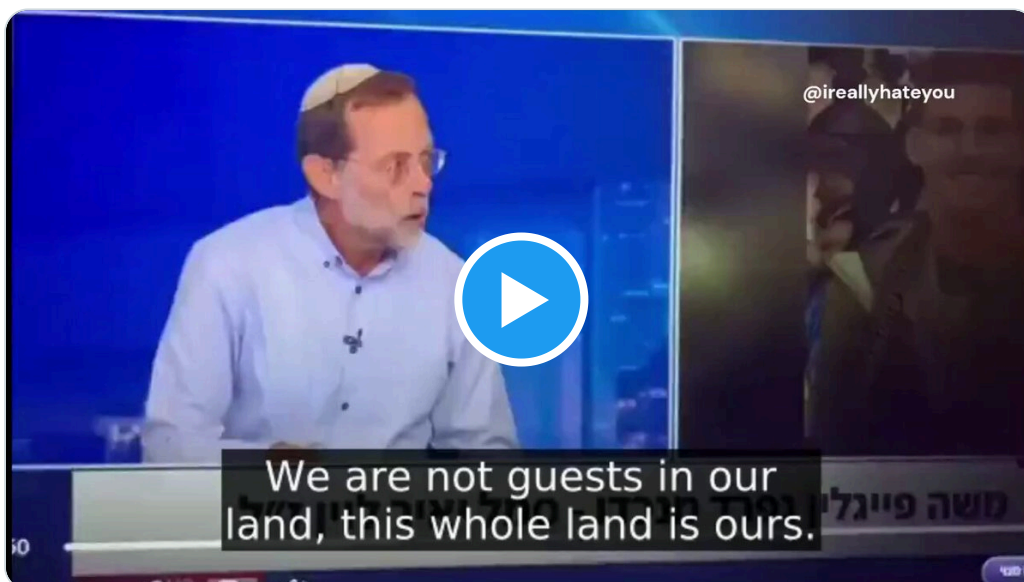 @ireallyhateyou
משה פייגלין
We are not guests in our
land, this whole land is ours.